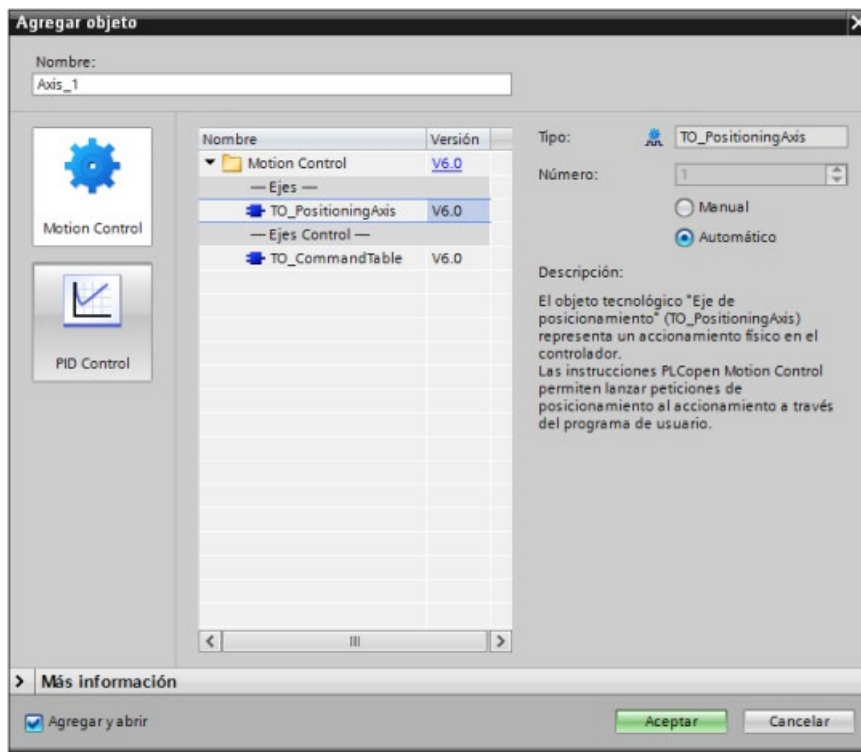 Agregar objeto
Nombre:
Axis_1
Motion Control
PID Control
Nombre Versión
Motion Control V6.0
— Ejes —
TO_PositioningAxis V6.0
— Ejes Control —
TO_CommandTable V6.0
Tipo: TO_PositioningAxis
Número: 1
Manual
Automático
Descripción:
El objeto tecnológico "Eje de
posicionamiento" (TO_PositioningAxis)
representa un accionamiento físico en el
controlador.
Las instrucciones PLCopen Motion Control
permiten lanzar peticiones de
posicionamiento al accionamiento a través
del programa de usuario.
Más información
Agregar y abrir
Aceptar Cancelar